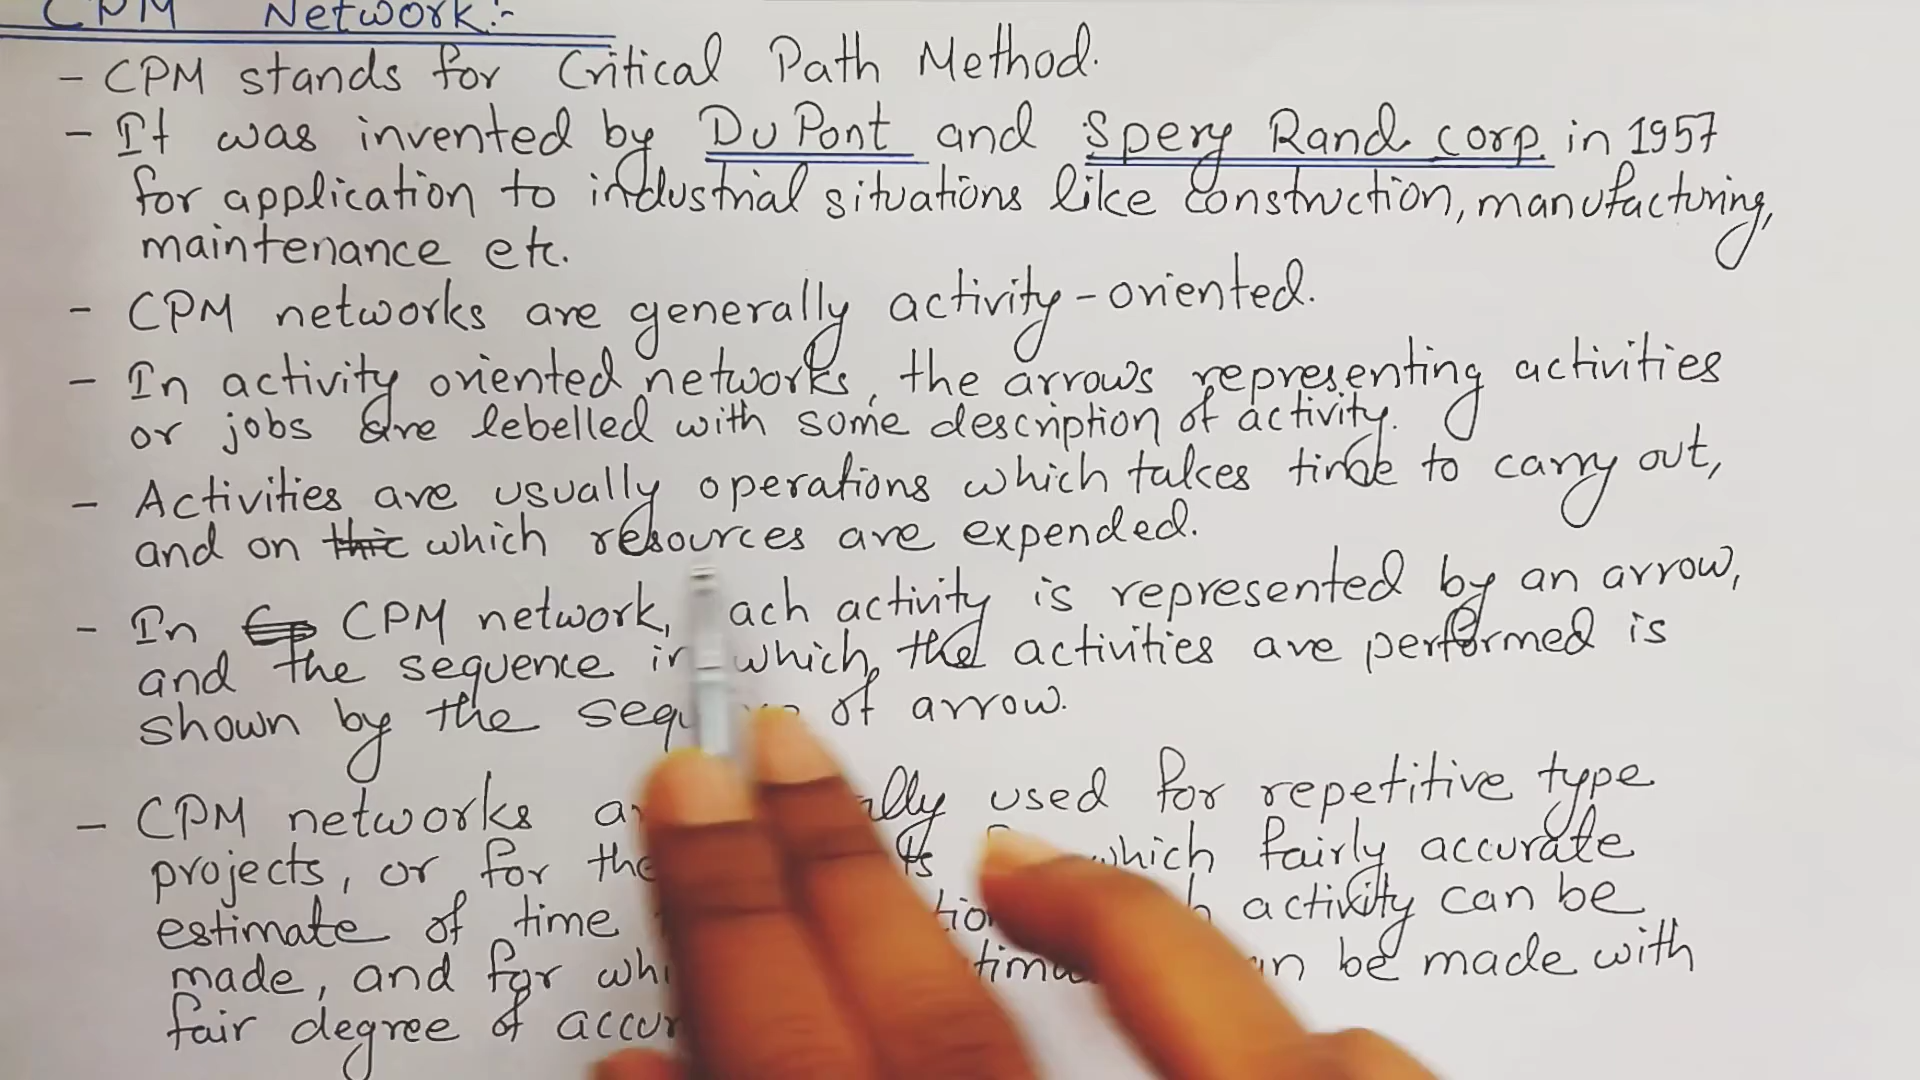 CPM Network:-
- CPM stands for Critical Path Method.
- It was invented by DuPont and Spery Rand corp in 1957
for application to industrial situations like construction, manufacturing,
maintenance etc.
- CPM networks are generally activity-oriented.
- In activity oriented networks, the arrows representing activities
or jobs are lebelled with some description of activity.
- Activities are usually operations which takes time to carry out,
and on which resources are expended.
- In CPM network, ach activity is represented by an arrow,
and the sequence in which the activities are performed is
shown by the of arrow.
- CPM networks used for repetitive type
projects, or for which fairly accurate
estimate of time activity can be
made, and for be made with
fair degree of